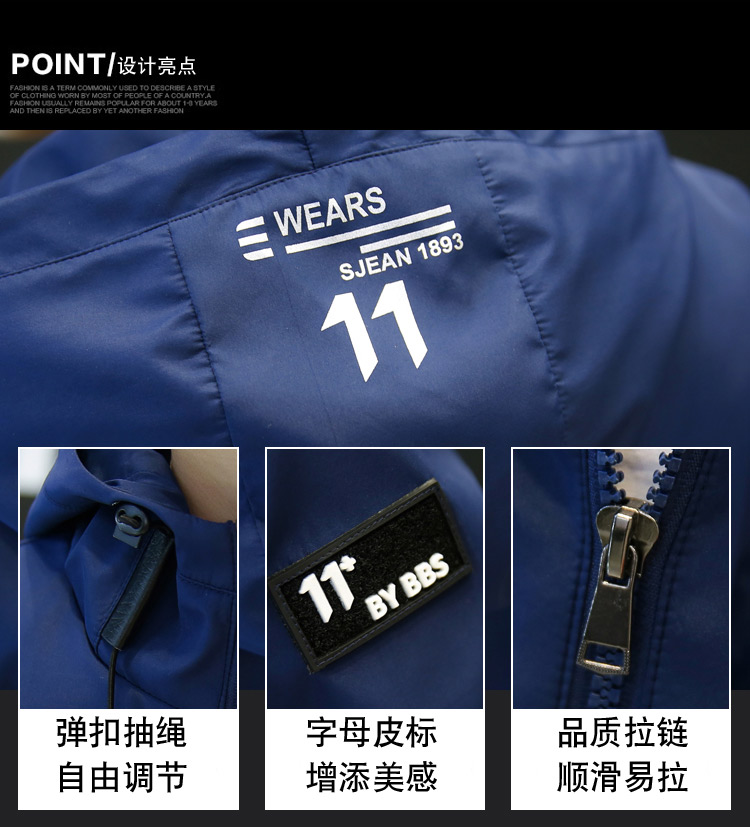 POINT/设计亮点
FASHION IS A TERM COMMONLY USED TO DESCRIBE A STYLE
OF CLOTHING WORN BY MOST OF PEOPLE OF A COUNTRY.A
FASHION USUALLY REMAINS POPULAR FOR ABOUT 1-3 YEARS
AND THEN IS REPLACED BY YET ANOTHER FASHION
WEARS
SJEAN 1893
11
11+
BY BBS
弹扣抽绳
自由调节
字母皮标
增添美感
品质拉链
顺滑易拉